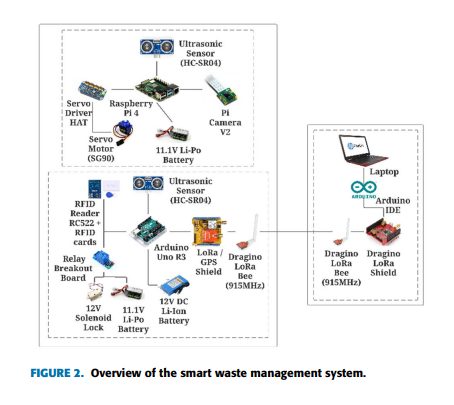 Ultrasonic
Sensor
(HC-SR04)
Servo
Driver
HAT
Raspberry
Pi 4
Pi
Camera
V2
Servo
Motor
(SG90)
11.1V Li-Po
Battery
RFID
Reader
RC522 +
RFID
cards
Ultrasonic
Sensor
(HC-SR04)
Arduino
Uno R3
LoRa /
GPS
Shield
Dragino
LoRa
Bee
(915MHz)
Relay
Breakout
Board
12V
Solenoid
Lock
11.1V
Li-Po
Battery
12V DC
Li-Ion
Battery
Laptop
ARDUINO
Arduino
IDE
Dragino
LoRa
Bee
(915MHz)
Dragino
LoRa
Shield
FIGURE 2. Overview of the smart waste management system.